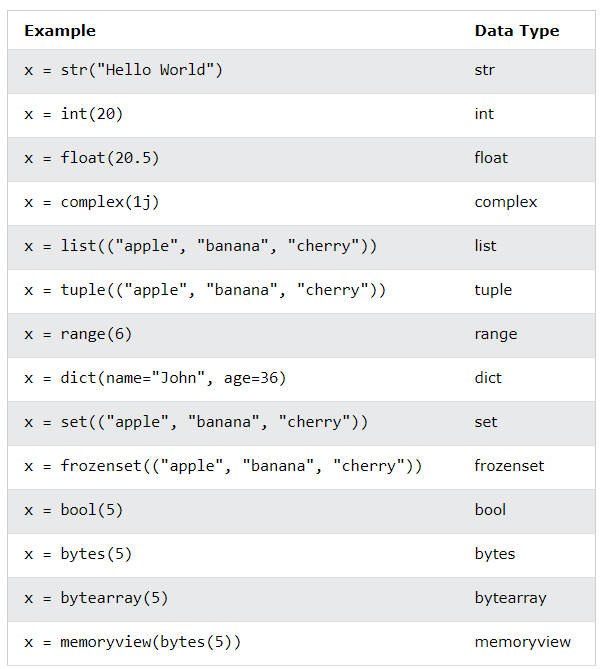 Example Data Type
x = str("Hello World") str
x = int(20) int
x = float(20.5) float
x = complex(1j) complex
x = list(("apple", "banana", "cherry")) list
x = tuple(("apple", "banana", "cherry")) tuple
x = range(6) range
x = dict(name="John", age=36) dict
x = set(("apple", "banana", "cherry")) set
x = frozenset(("apple", "banana", "cherry")) frozenset
x = bool(5) bool
x = bytes(5) bytes
x = bytearray(5) bytearray
x = memoryview(bytes(5)) memoryview